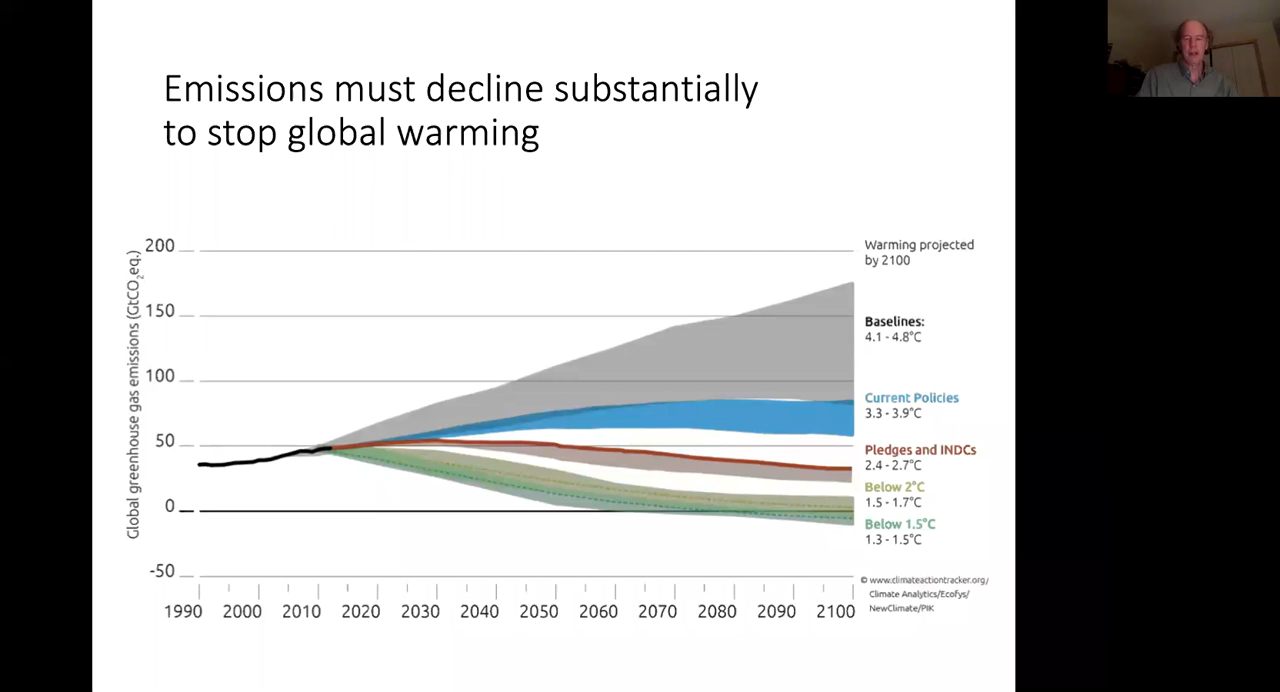 Emissions must decline substantially
to stop global warming
Global greenhouse gas emissions (GtCO₂eq.)
200
150
100
50
0
-50
1990 2000 2010 2020 2030 2040 2050 2060 2070 2080 2090 2100
Warming projected
by 2100
Baselines:
4.1 - 4.8°C
Current Policies
3.3 - 3.9°C
Pledges and INDCs
2.4 - 2.7°C
Below 2°C
1.5 - 1.7°C
Below 1.5°C
1.3 - 1.5°C
© www.climateactiontracker.org/
Climate Analytics/Ecofys/
NewClimate/PIK